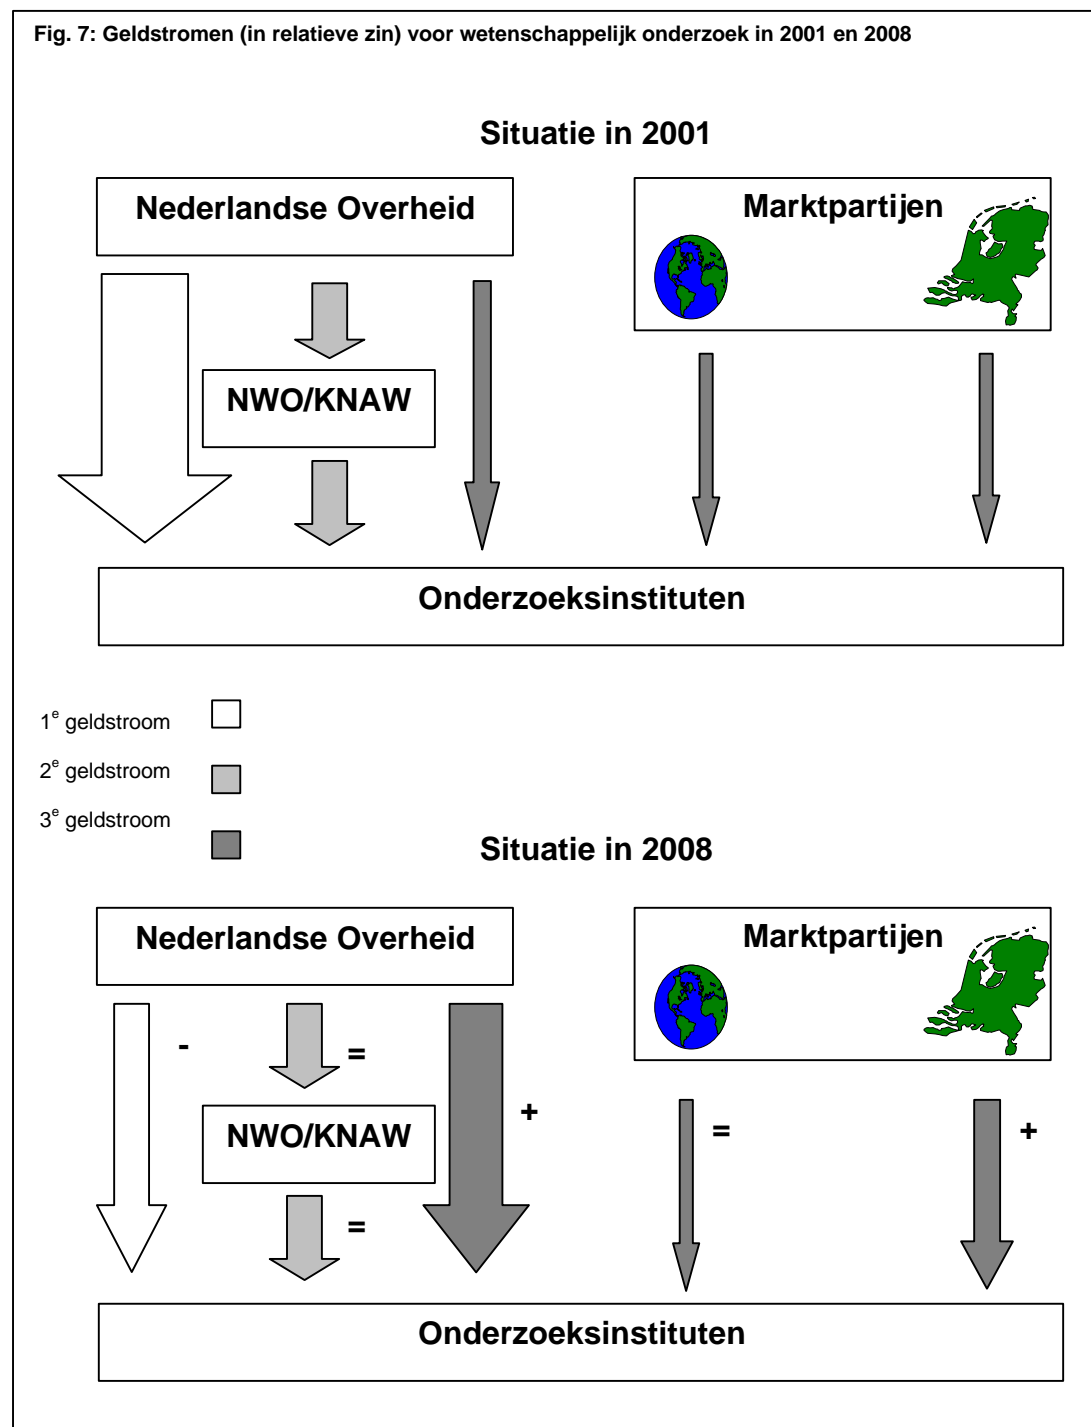 Fig. 7: Geldstromen (in relatieve zin) voor wetenschappelijk onderzoek in 2001 en 2008
Situatie in 2001
Nederlandse Overheid
Marktpartijen
NWO/KNAW
Onderzoeksinstituten
1e geldstroom
2e geldstroom
3e geldstroom
Situatie in 2008
Nederlandse Overheid
Marktpartijen
-
=
+
=
+
NWO/KNAW
=
Onderzoeksinstituten